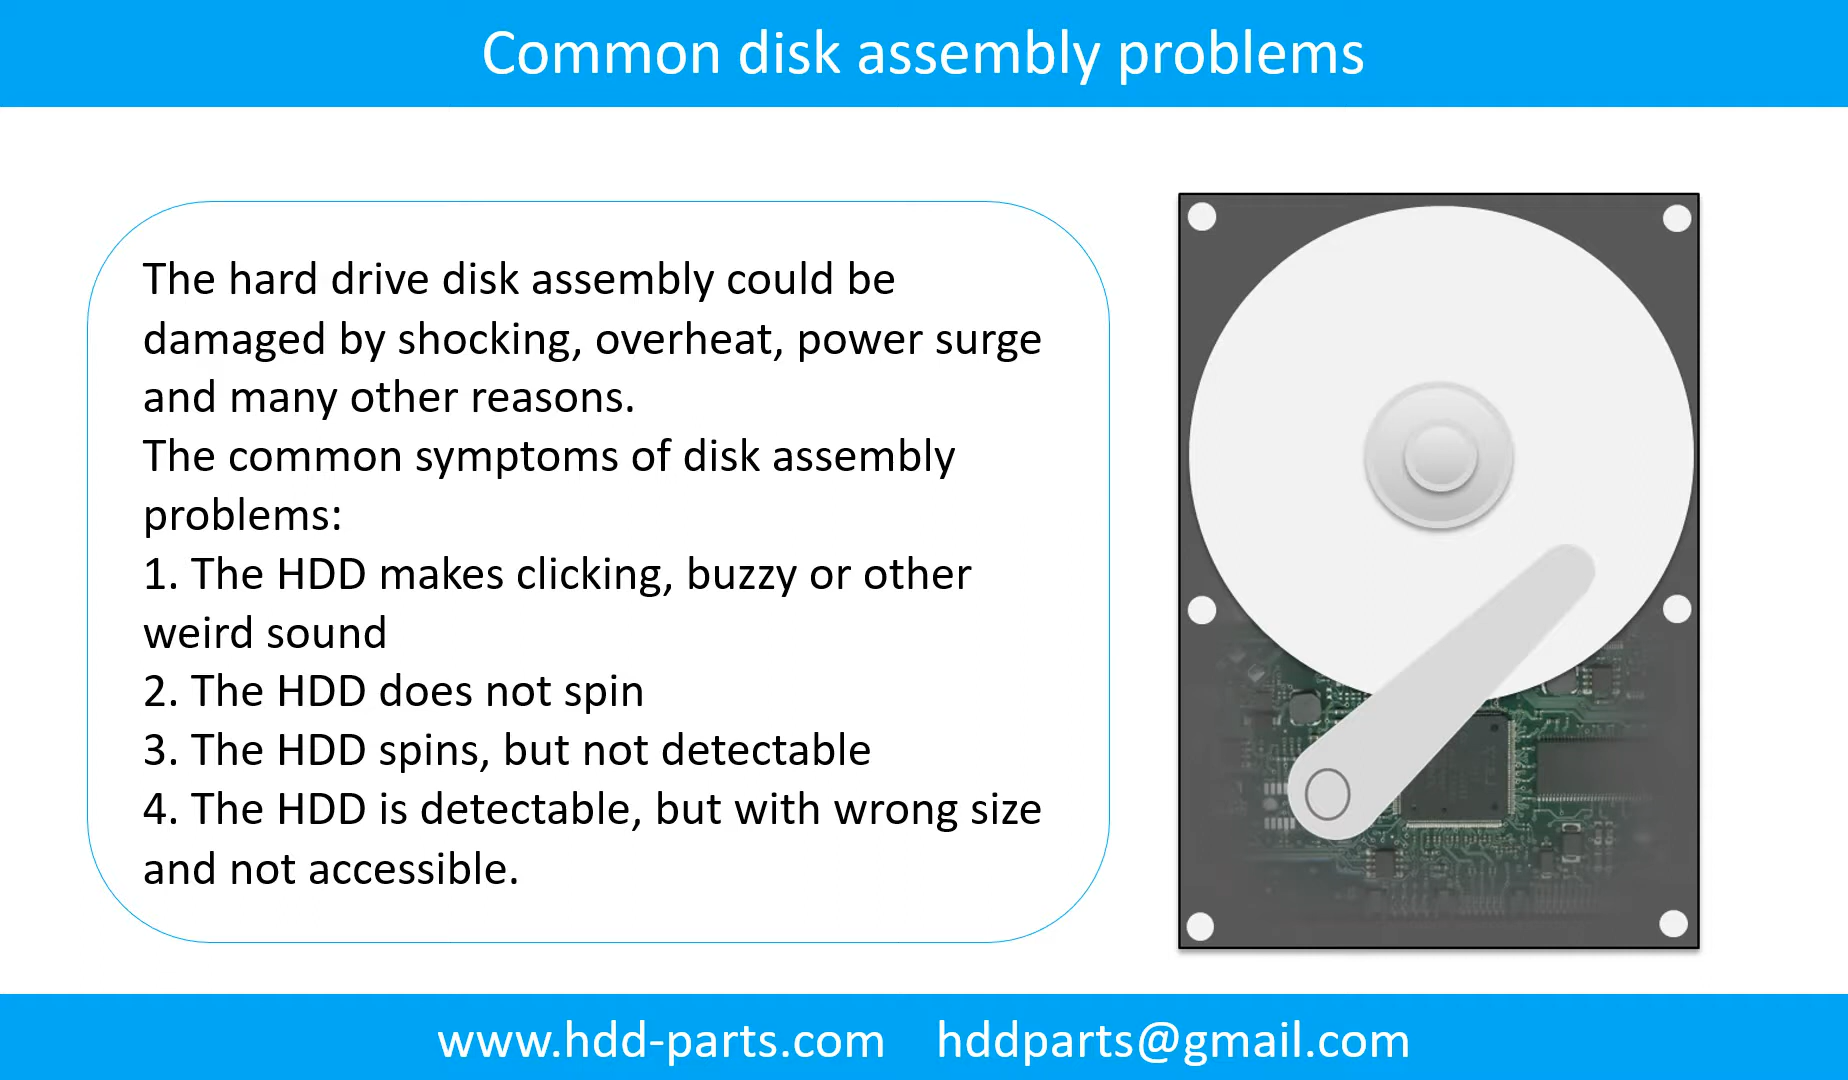 Common disk assembly problems
The hard drive disk assembly could be
damaged by shocking, overheat, power surge
and many other reasons.
The common symptoms of disk assembly
problems:
1. The HDD makes clicking, buzzy or other
weird sound
2. The HDD does not spin
3. The HDD spins, but not detectable
4. The HDD is detectable, but with wrong size
and not accessible.
www.hdd-parts.com hddparts@gmail.com